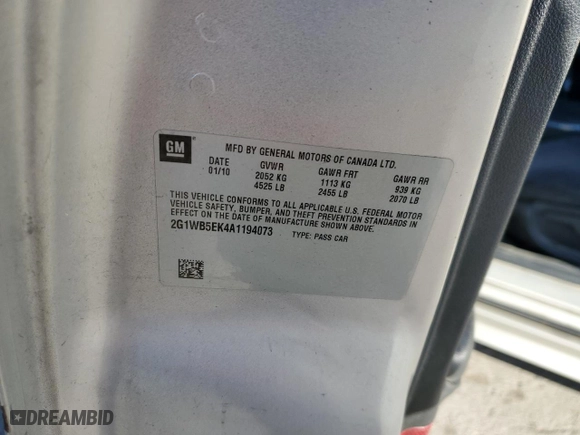 GM
MFD BY GENERAL MOTORS OF CANADA LTD.
DATE GVWR GAWR FRT GAWR RR
01/10 2052 KG 1113 KG 939 KG
4525 LB 2455 LB 2070 LB
THIS VEHICLE CONFORMS TO ALL APPLICABLE U.S. FEDERAL MOTOR
VEHICLE SAFETY, BUMPER, AND THEFT PREVENTION STANDARDS IN
EFFECT ON THE DATE OF MANUFACTURE SHOWN ABOVE.
2G1WB5EK4A1194073 TYPE: PASS CAR
DREAMBID